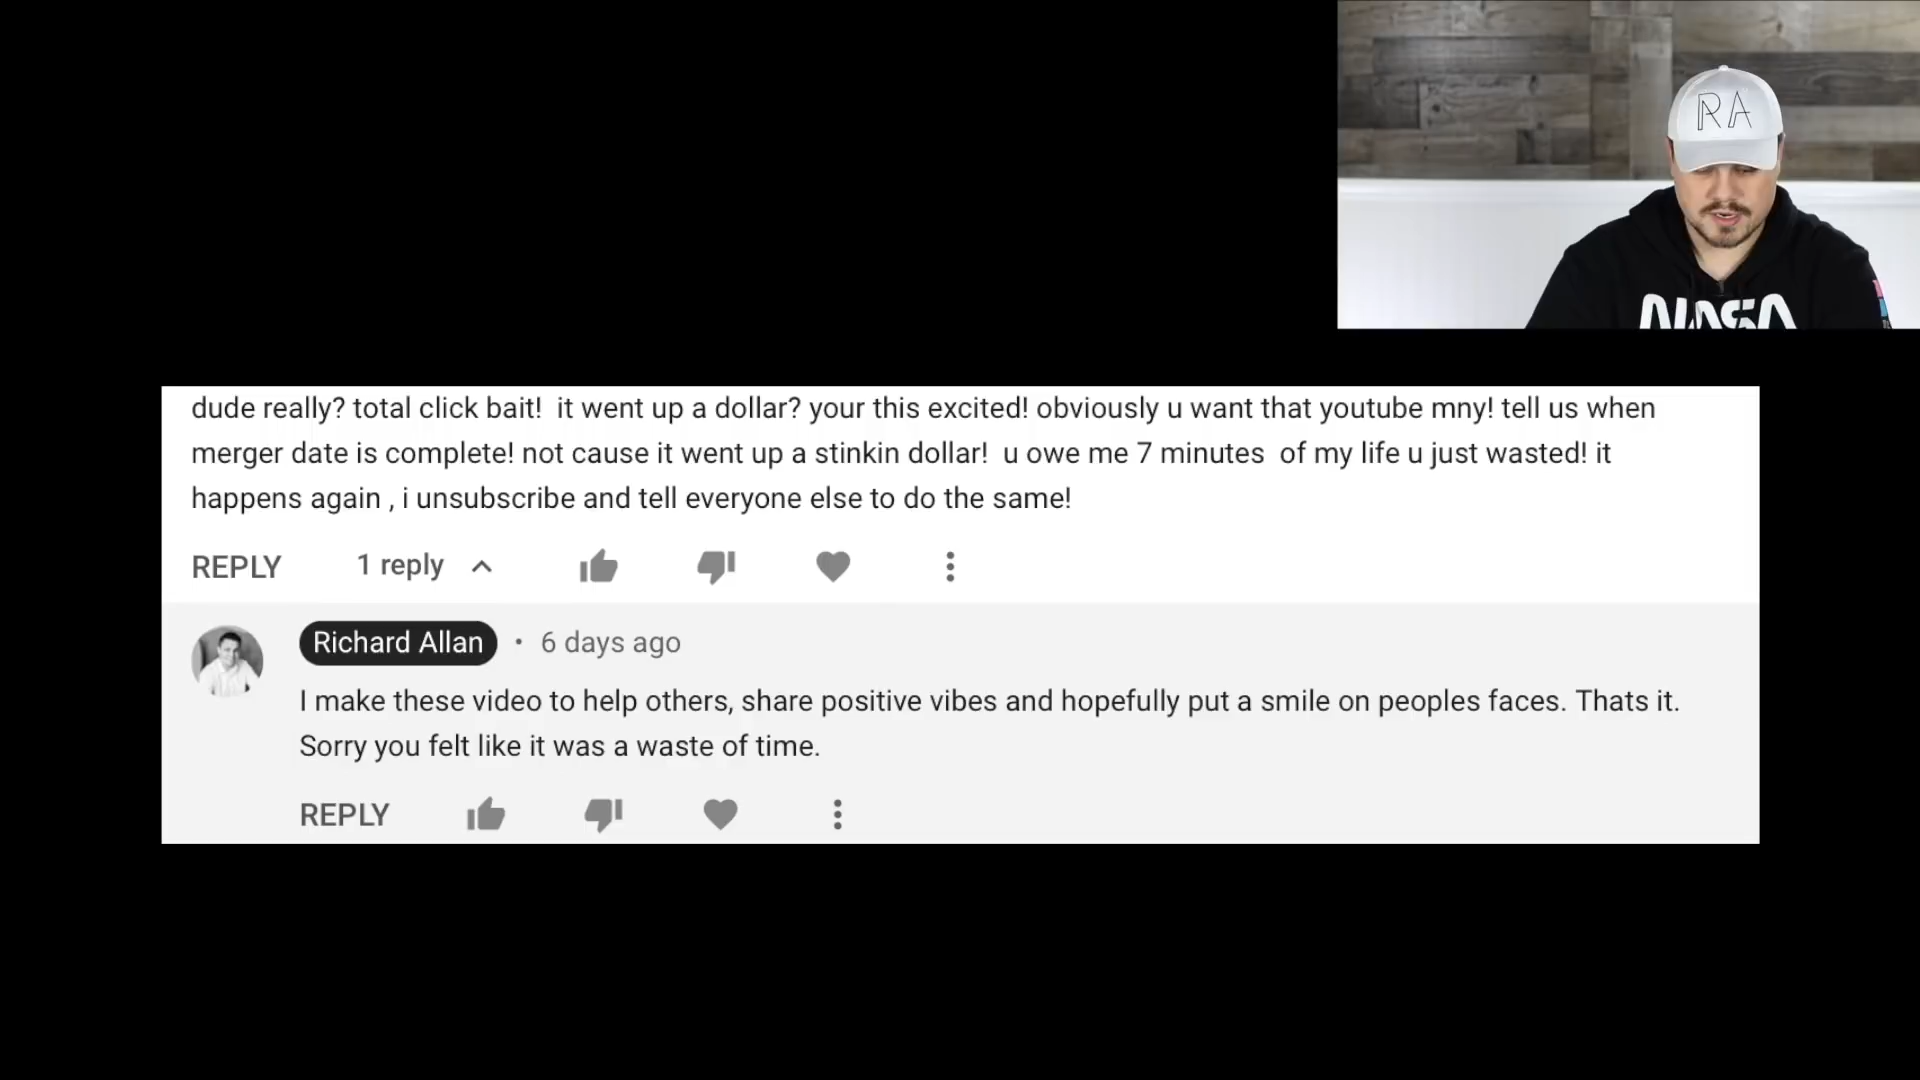 RA
NASA
dude really? total click bait!  it went up a dollar? your this excited! obviously u want that youtube mny! tell us when
merger date is complete! not cause it went up a stinkin dollar!  u owe me 7 minutes  of my life u just wasted! it
happens again , i unsubscribe and tell everyone else to do the same!
REPLY 1 reply
Richard Allan • 6 days ago
I make these video to help others, share positive vibes and hopefully put a smile on peoples faces. Thats it.
Sorry you felt like it was a waste of time.
REPLY